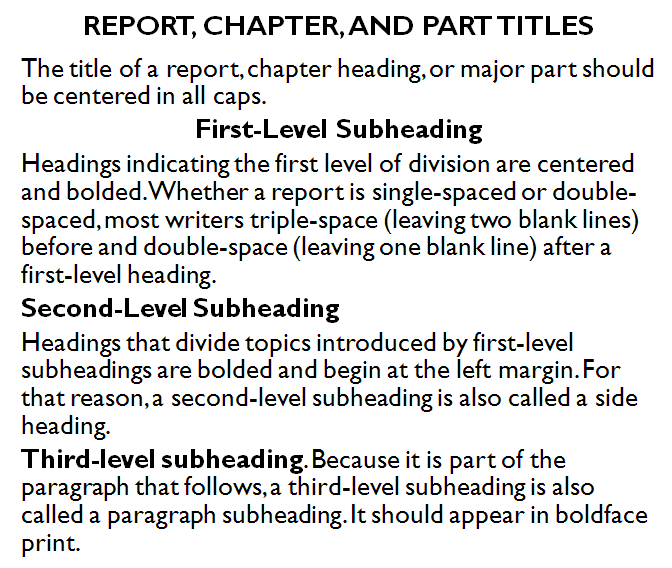 REPORT, CHAPTER, AND PART TITLES
The title of a report, chapter heading, or major part should
be centered in all caps.
First-Level Subheading
Headings indicating the first level of division are centered
and bolded. Whether a report is single-spaced or double-
spaced, most writers triple-space (leaving two blank lines)
before and double-space (leaving one blank line) after a
first-level heading.
Second-Level Subheading
Headings that divide topics introduced by first-level
subheadings are bolded and begin at the left margin. For
that reason, a second-level subheading is also called a side
heading.
Third-level subheading. Because it is part of the
paragraph that follows, a third-level subheading is also
called a paragraph subheading. It should appear in boldface
print.